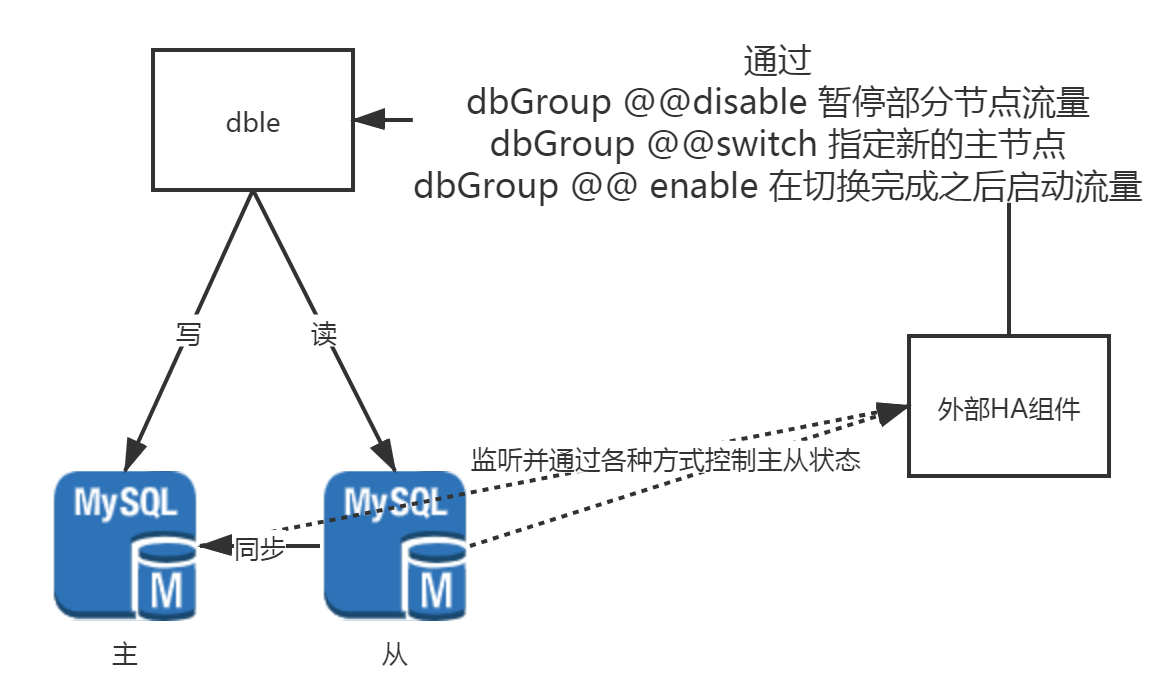 通过
dbGroup @@disable 暂停部分节点流量
dbGroup @@switch 指定新的主节点
dbGroup @@ enable 在切换完成之后启动流量
dble
写
读
外部HA组件
监听并通过各种方式控制主从状态
MySQL
M
MySQL
M
同步
主
从